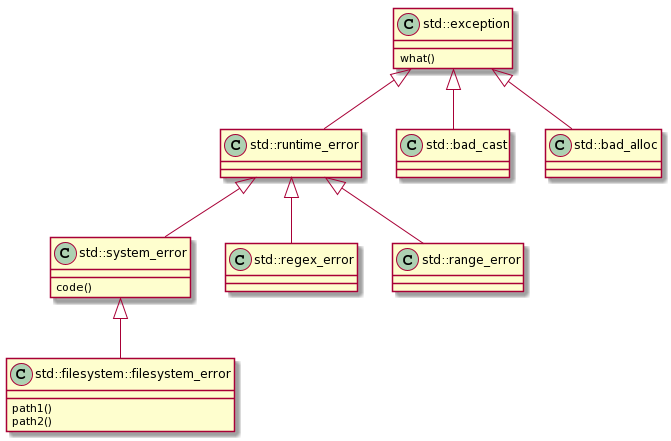 C std::exception
what()
C std::runtime_error
C std::bad_cast
C std::bad_alloc
C std::system_error
code()
C std::regex_error
C std::range_error
C std::filesystem::filesystem_error
path1()
path2()